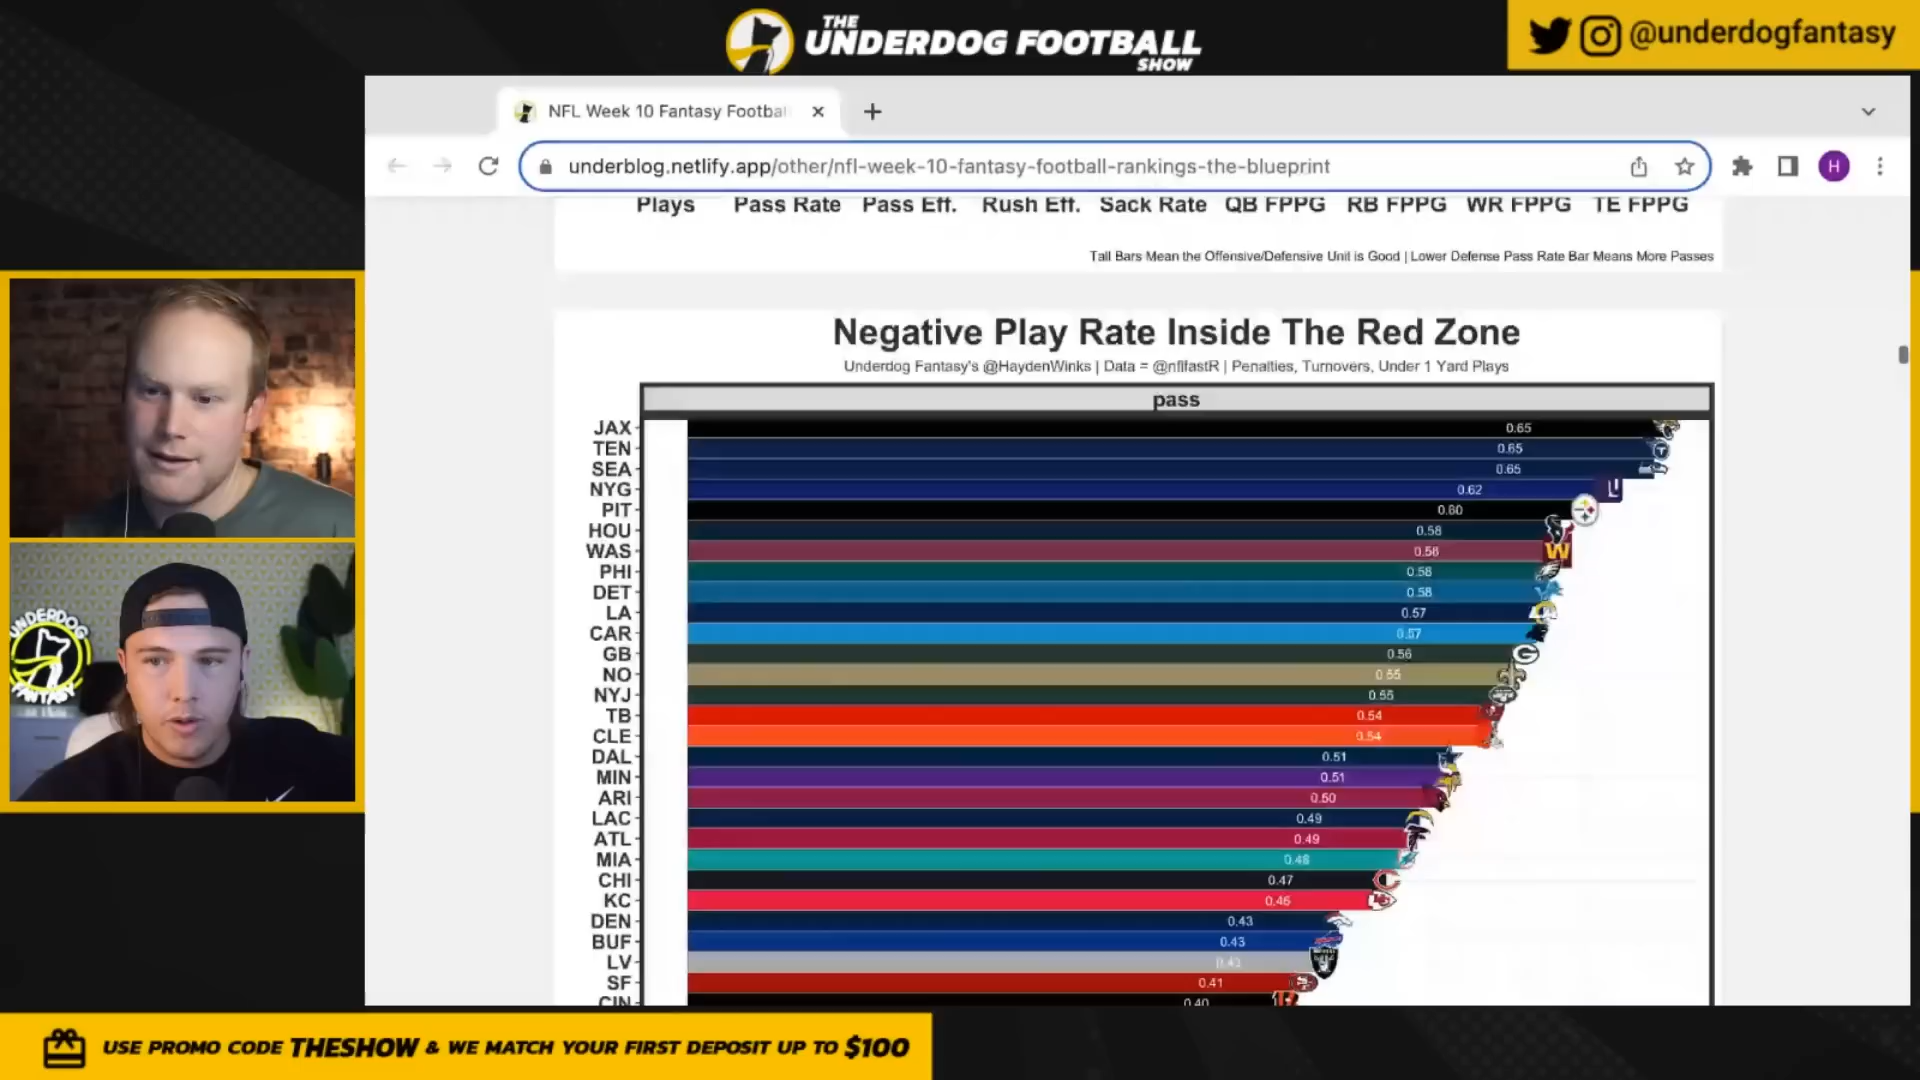 THE
UNDERDOG FOOTBALL
SHOW
@underdogfantasy
NFL Week 10 Fantasy Footbal
underblog.netlify.app/other/nfl-week-10-fantasy-football-rankings-the-blueprint
H
Plays Pass Rate Pass Eff. Rush Eff. Sack Rate QB FPPG RB FPPG WR FPPG TE FPPG
Tall Bars Mean the Offensive/Defensive Unit is Good | Lower Defense Pass Rate Bar Means More Passes
Negative Play Rate Inside The Red Zone
Underdog Fantasy's @HaydenWinks | Data = @nflfastR | Penalties, Turnovers, Under 1 Yard Plays
pass
JAX 0.65
TEN 0.65
SEA 0.65
NYG 0.62
PIT 0.60
HOU 0.58
WAS 0.58
PHI 0.58
DET 0.58
LA 0.57
CAR 0.57
GB 0.56
NO 0.55
NYJ 0.55
TB 0.54
CLE 0.54
DAL 0.51
MIN 0.51
ARI 0.50
LAC 0.49
ATL 0.49
MIA 0.48
CHI 0.47
KC 0.46
DEN 0.43
BUF 0.43
LV
SF 0.41
CIN 0.40
UNDERDOG
FANTASY
USE PROMO CODE THESHOW & WE MATCH YOUR FIRST DEPOSIT UP TO $100